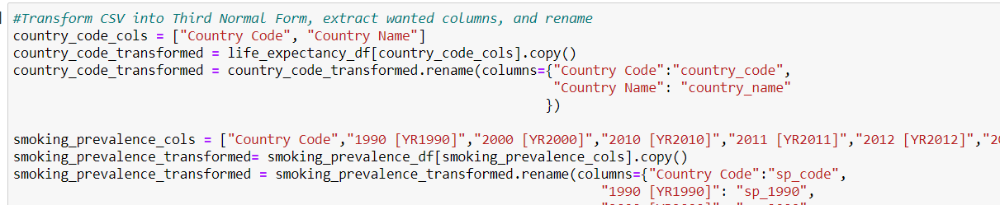 #Transform CSV into Third Normal Form, extract wanted columns, and rename
country_code_cols = ["Country Code", "Country Name"]
country_code_transformed = life_expectancy_df[country_code_cols].copy()
country_code_transformed = country_code_transformed.rename(columns={"Country Code":"country_code",
"Country Name": "country_name"
})
smoking_prevalence_cols = ["Country Code","1990 [YR1990]","2000 [YR2000]","2010 [YR2010]","2011 [YR2011]","2012 [YR2012]","2
smoking_prevalence_transformed= smoking_prevalence_df[smoking_prevalence_cols].copy()
smoking_prevalence_transformed = smoking_prevalence_transformed.rename(columns={"Country Code":"sp_code",
"1990 [YR1990]": "sp_1990",